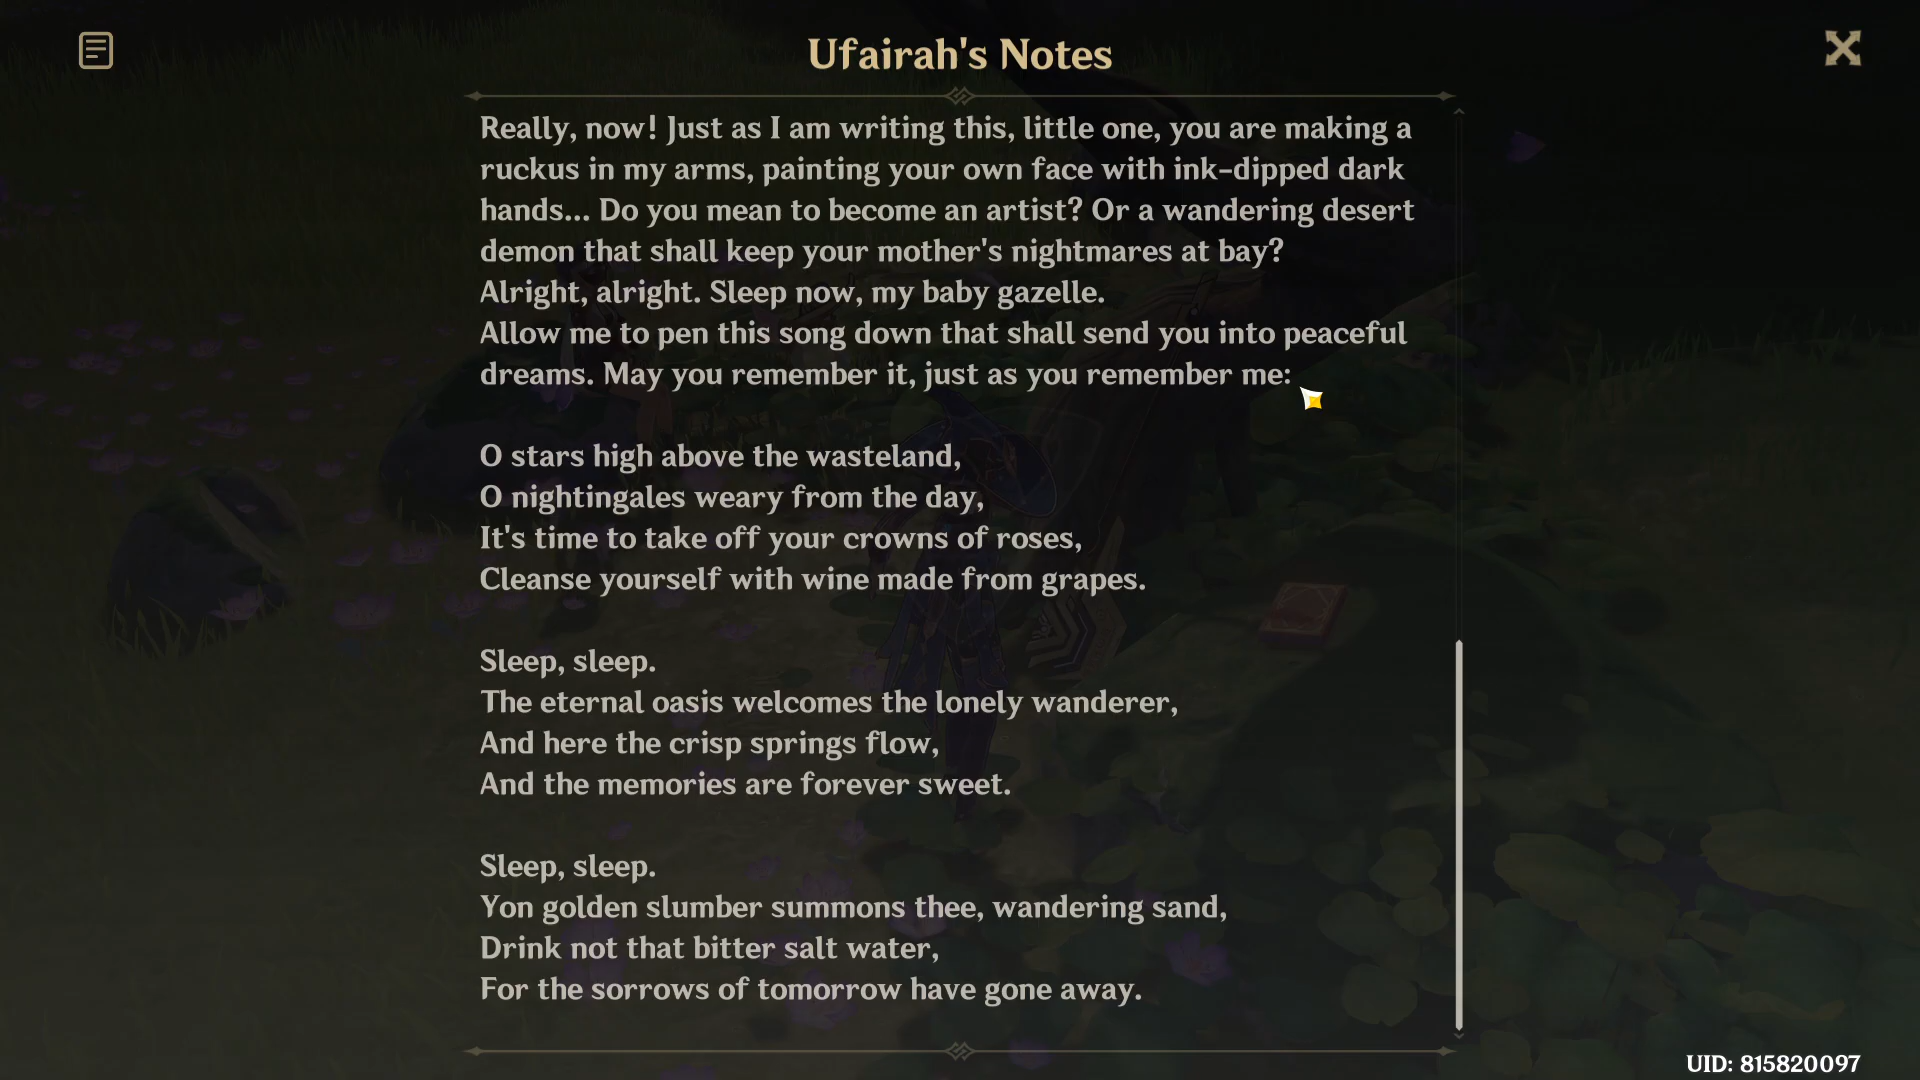 Ufairah's Notes
Really, now! Just as I am writing this, little one, you are making a
ruckus in my arms, painting your own face with ink-dipped dark
hands... Do you mean to become an artist? Or a wandering desert
demon that shall keep your mother's nightmares at bay?
Alright, alright. Sleep now, my baby gazelle.
Allow me to pen this song down that shall send you into peaceful
dreams. May you remember it, just as you remember me:
O stars high above the wasteland,
O nightingales weary from the day,
It's time to take off your crowns of roses,
Cleanse yourself with wine made from grapes.
Sleep, sleep.
The eternal oasis welcomes the lonely wanderer,
And here the crisp springs flow,
And the memories are forever sweet.
Sleep, sleep.
Yon golden slumber summons thee, wandering sand,
Drink not that bitter salt water,
For the sorrows of tomorrow have gone away.
UID: 815820097